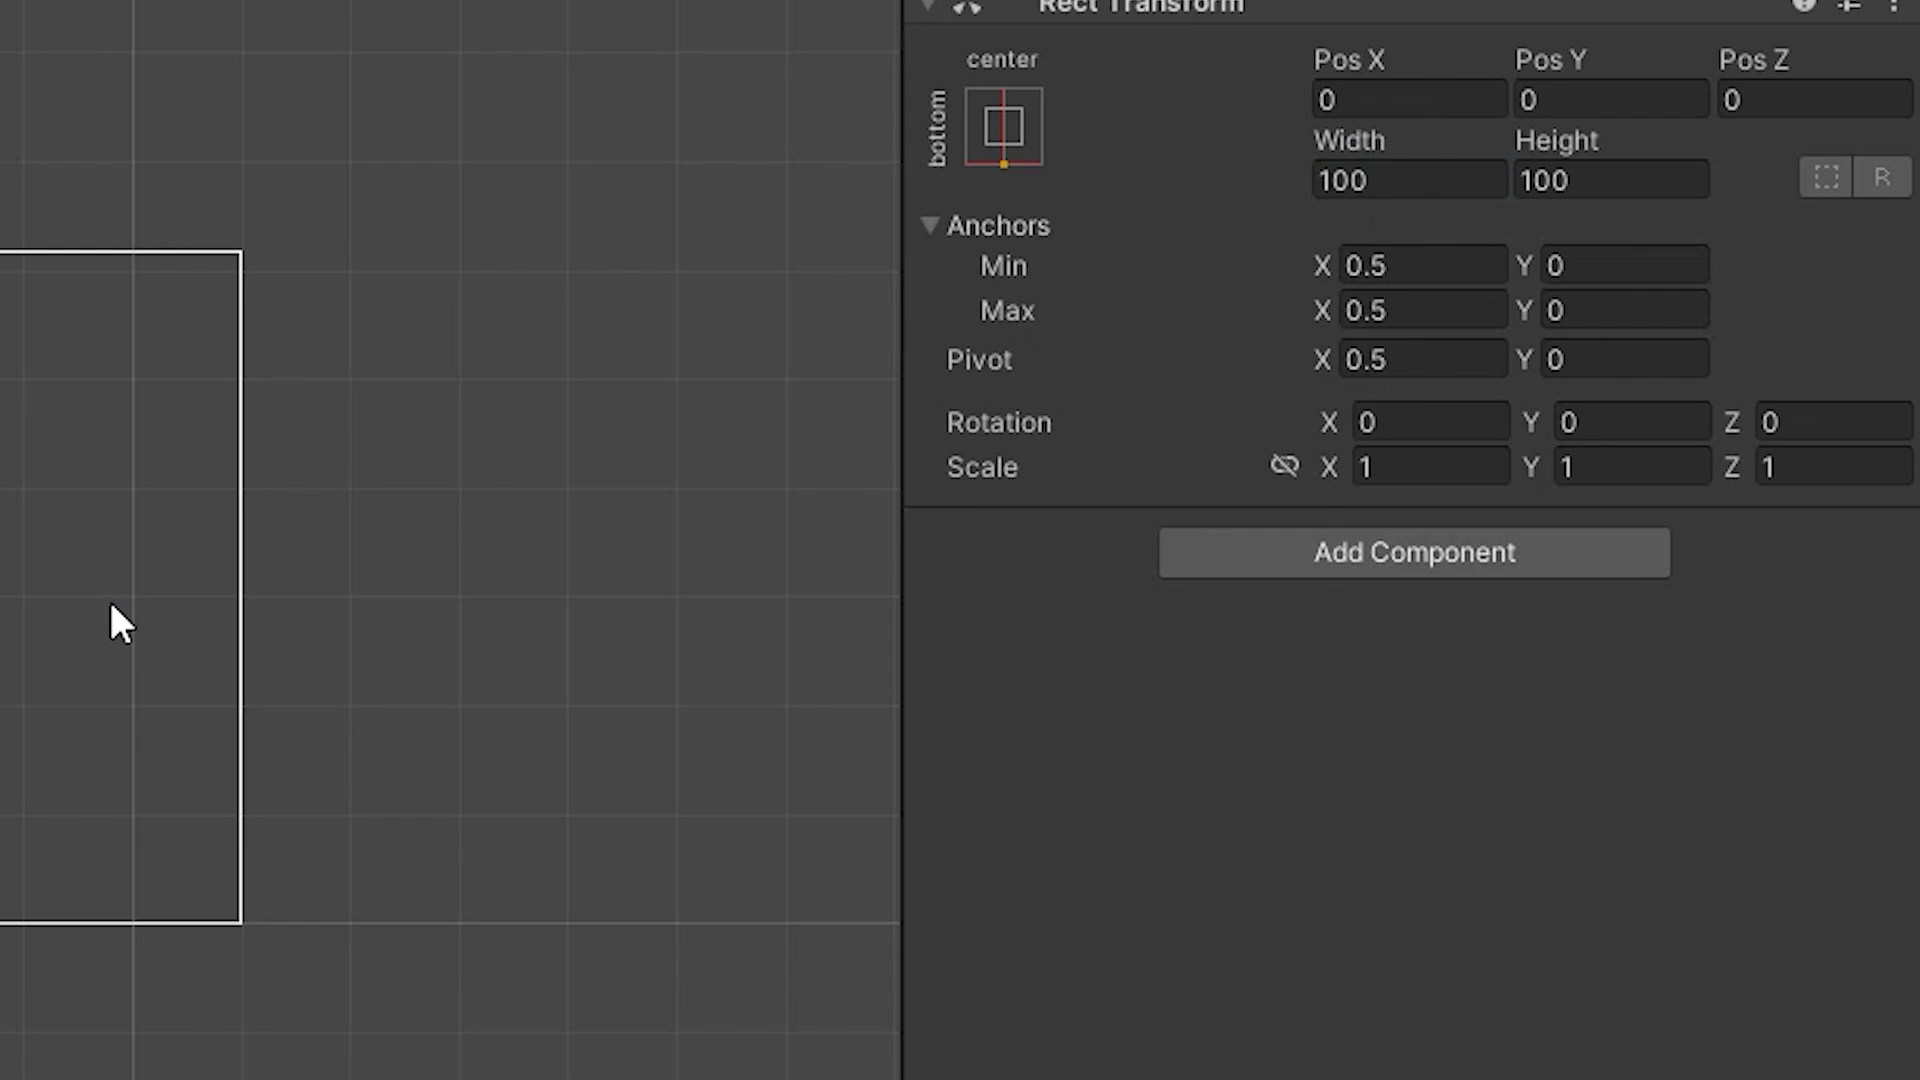 Rect Transform
center
bottom
Pos X Pos Y Pos Z
0 0 0
Width Height
100 100
R
Anchors
Min X 0.5 Y 0
Max X 0.5 Y 0
Pivot X 0.5 Y 0
Rotation X 0 Y 0 Z 0
Scale X 1 Y 1 Z 1
Add Component